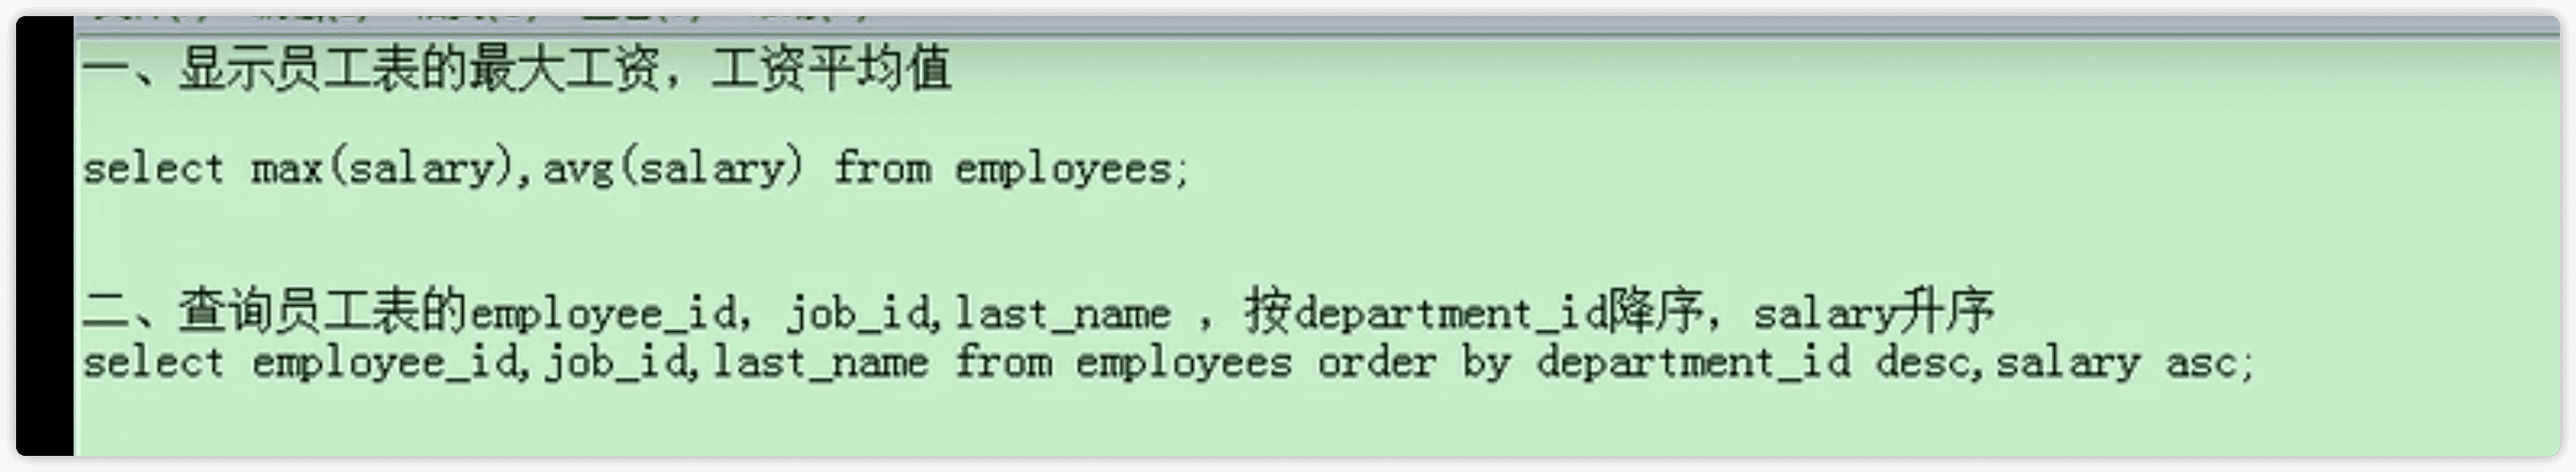 一、显示员工表的最大工资，工资平均值
select max(salary),avg(salary) from employees;
二、查询员工表的employee_id，job_id,last_name ，按department_id降序，salary升序
select employee_id,job_id,last_name from employees order by department_id desc,salary asc;